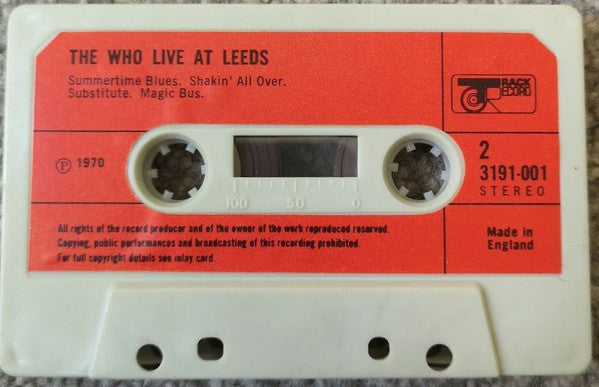 THE WHO LIVE AT LEEDS
Summertime Blues. Shakin' All Over.
Substitute. Magic Bus.
TRACK
RECORD
℗ 1970
2
3191-001
STEREO
100 50 0
All rights of the record producer and of the owner of the work reproduced reserved.
Copying, public performances and broadcasting of this recording prohibited.
For full copyright details see inlay card.
Made in
England